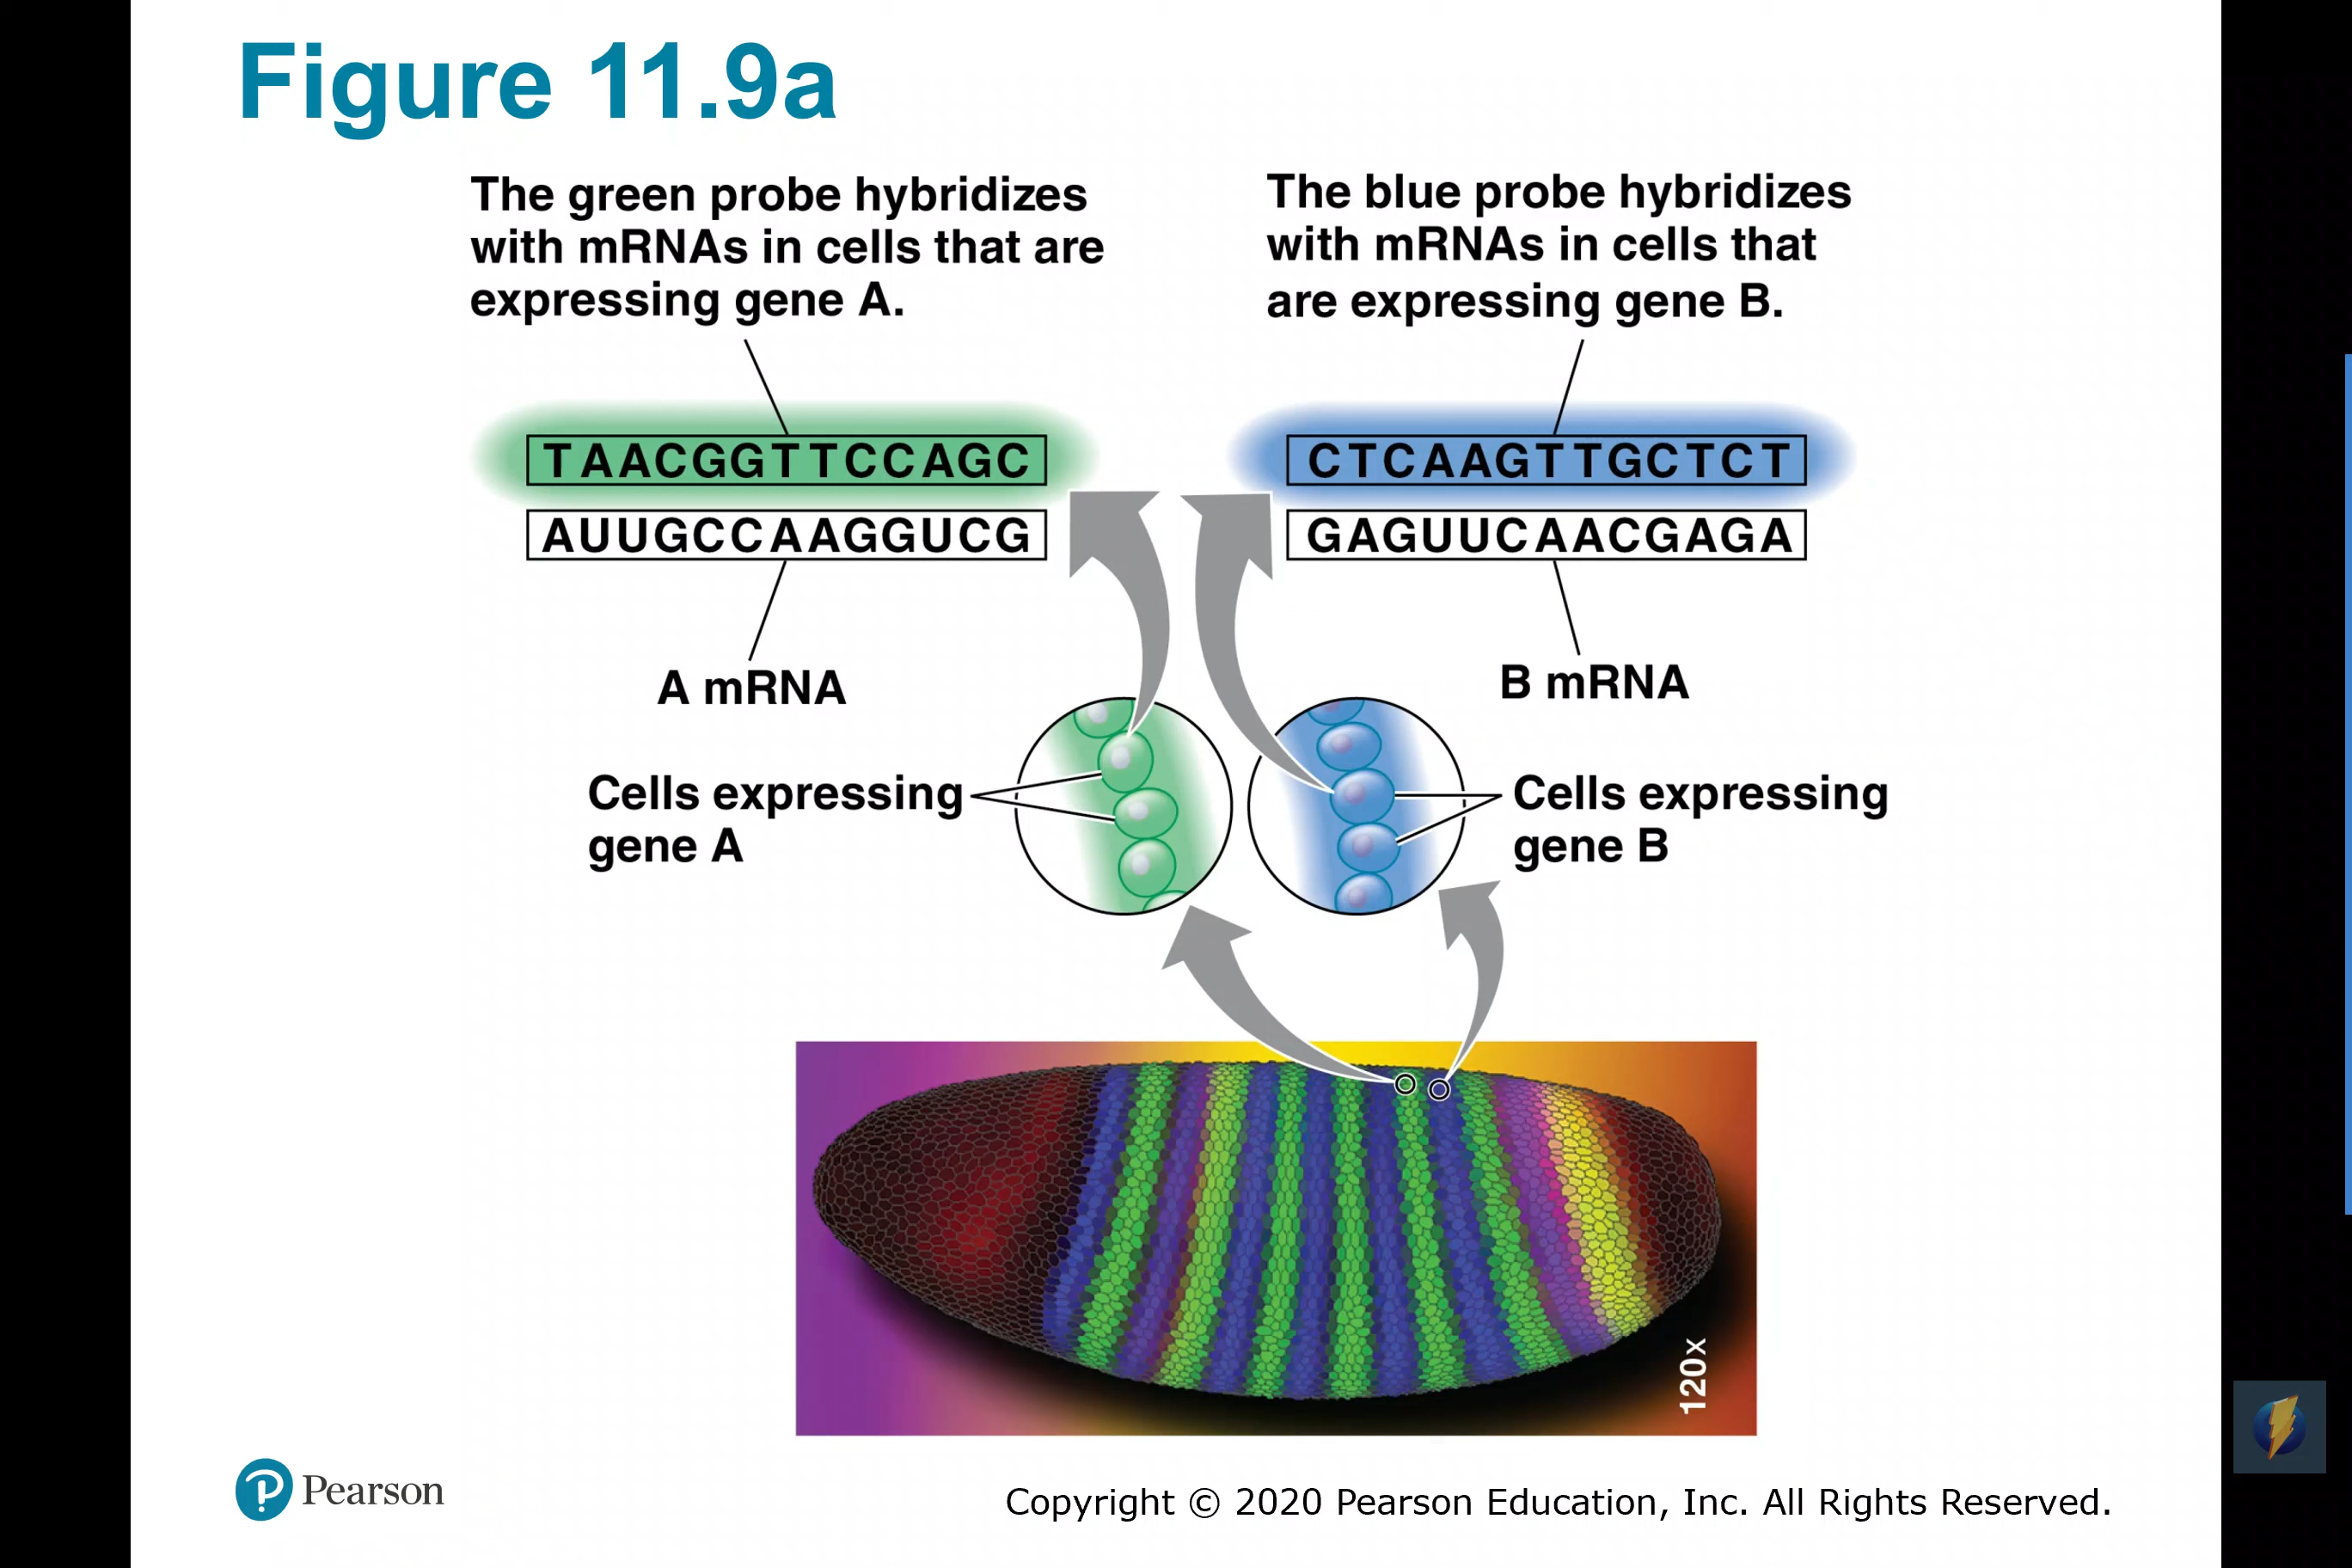 Figure 11.9a
The green probe hybridizes
with mRNAs in cells that are
expressing gene A.
The blue probe hybridizes
with mRNAs in cells that
are expressing gene B.
TAACGGTTCCAGC
CTCAAGTTGCTCT
AUUGCCAAGGUCG
GAGUUCAACGAGA
A mRNA
B mRNA
Cells expressing
gene A
Cells expressing
gene B
120x
Pearson
Copyright © 2020 Pearson Education, Inc. All Rights Reserved.